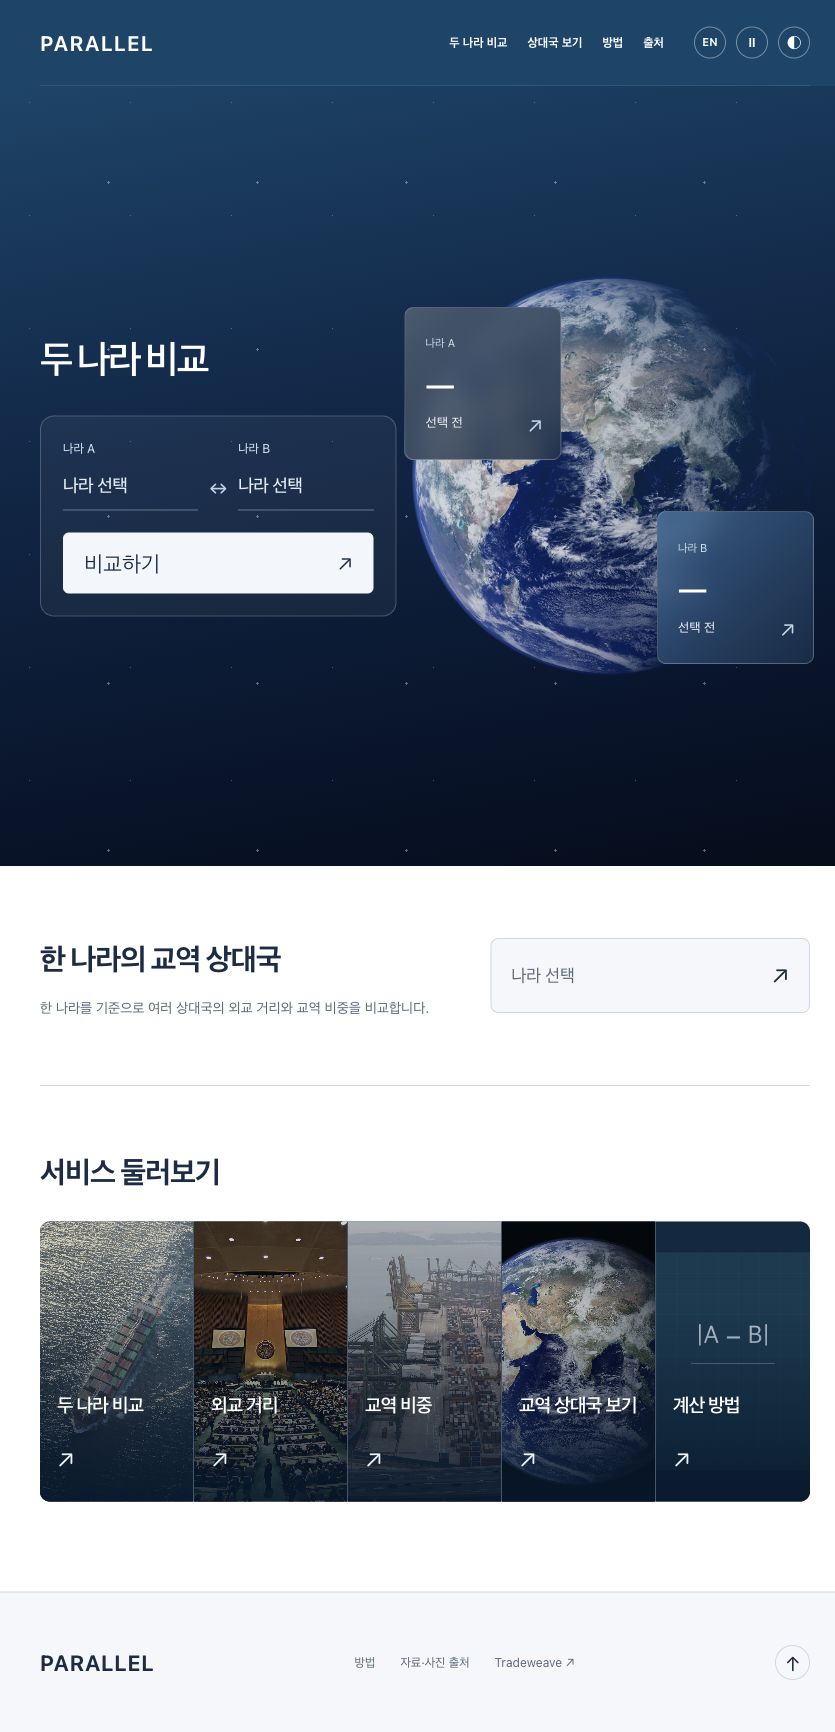 PARALLEL
두 나라 비교 상대국 보기 방법 출처 EN
두 나라 비교
나라 A
나라 B
나라 선택
나라 선택
비교하기
나라 A
선택 전
나라 B
선택 전
한 나라의 교역 상대국
한 나라를 기준으로 여러 상대국의 외교 거리와 교역 비중을 비교합니다.
나라 선택
서비스 둘러보기
두 나라 비교
외교 거리
교역 비중
교역 상대국 보기
|A – B|
계산 방법
PARALLEL
방법 자료·사진 출처 Tradeweave ↗